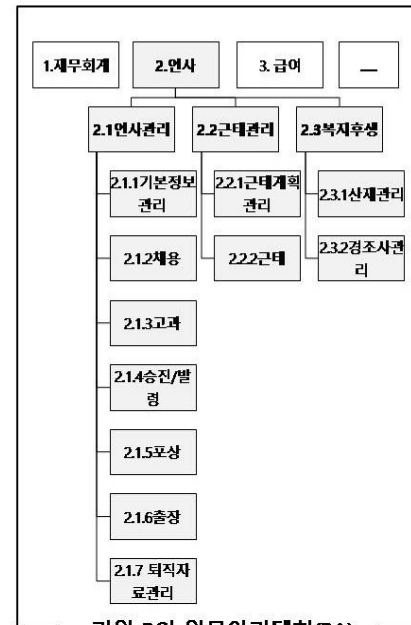 1.재무회계
2.인사
3. 급여
2.1인사관리
2.2근태관리
2.3복지후생
2.1.1기본정보
관리
2.2.1근태계획
관리
2.3.1산재관리
2.1.2채용
2.2.2근태
2.3.2경조사관
리
2.1.3고과
2.1.4승진/발
령
2.1.5포상
2.1.6출장
2.1.7 퇴직자
료관리